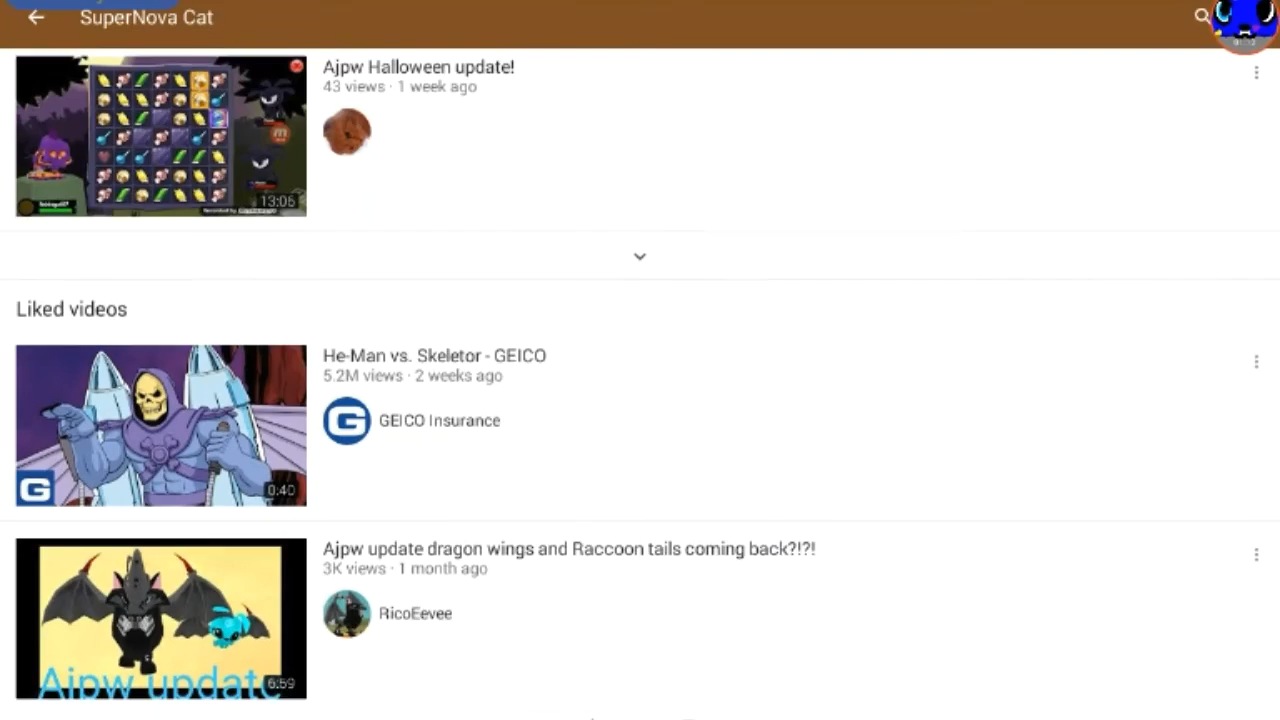 SuperNova Cat
Ajpw Halloween update!
43 views · 1 week ago
13:06
Liked videos
He-Man vs. Skeletor - GEICO
5.2M views · 2 weeks ago
G
GEICO Insurance
G
0:40
Ajpw update dragon wings and Raccoon tails coming back?!?!
3K views · 1 month ago
RicoEevee
Ajpw update
6:59